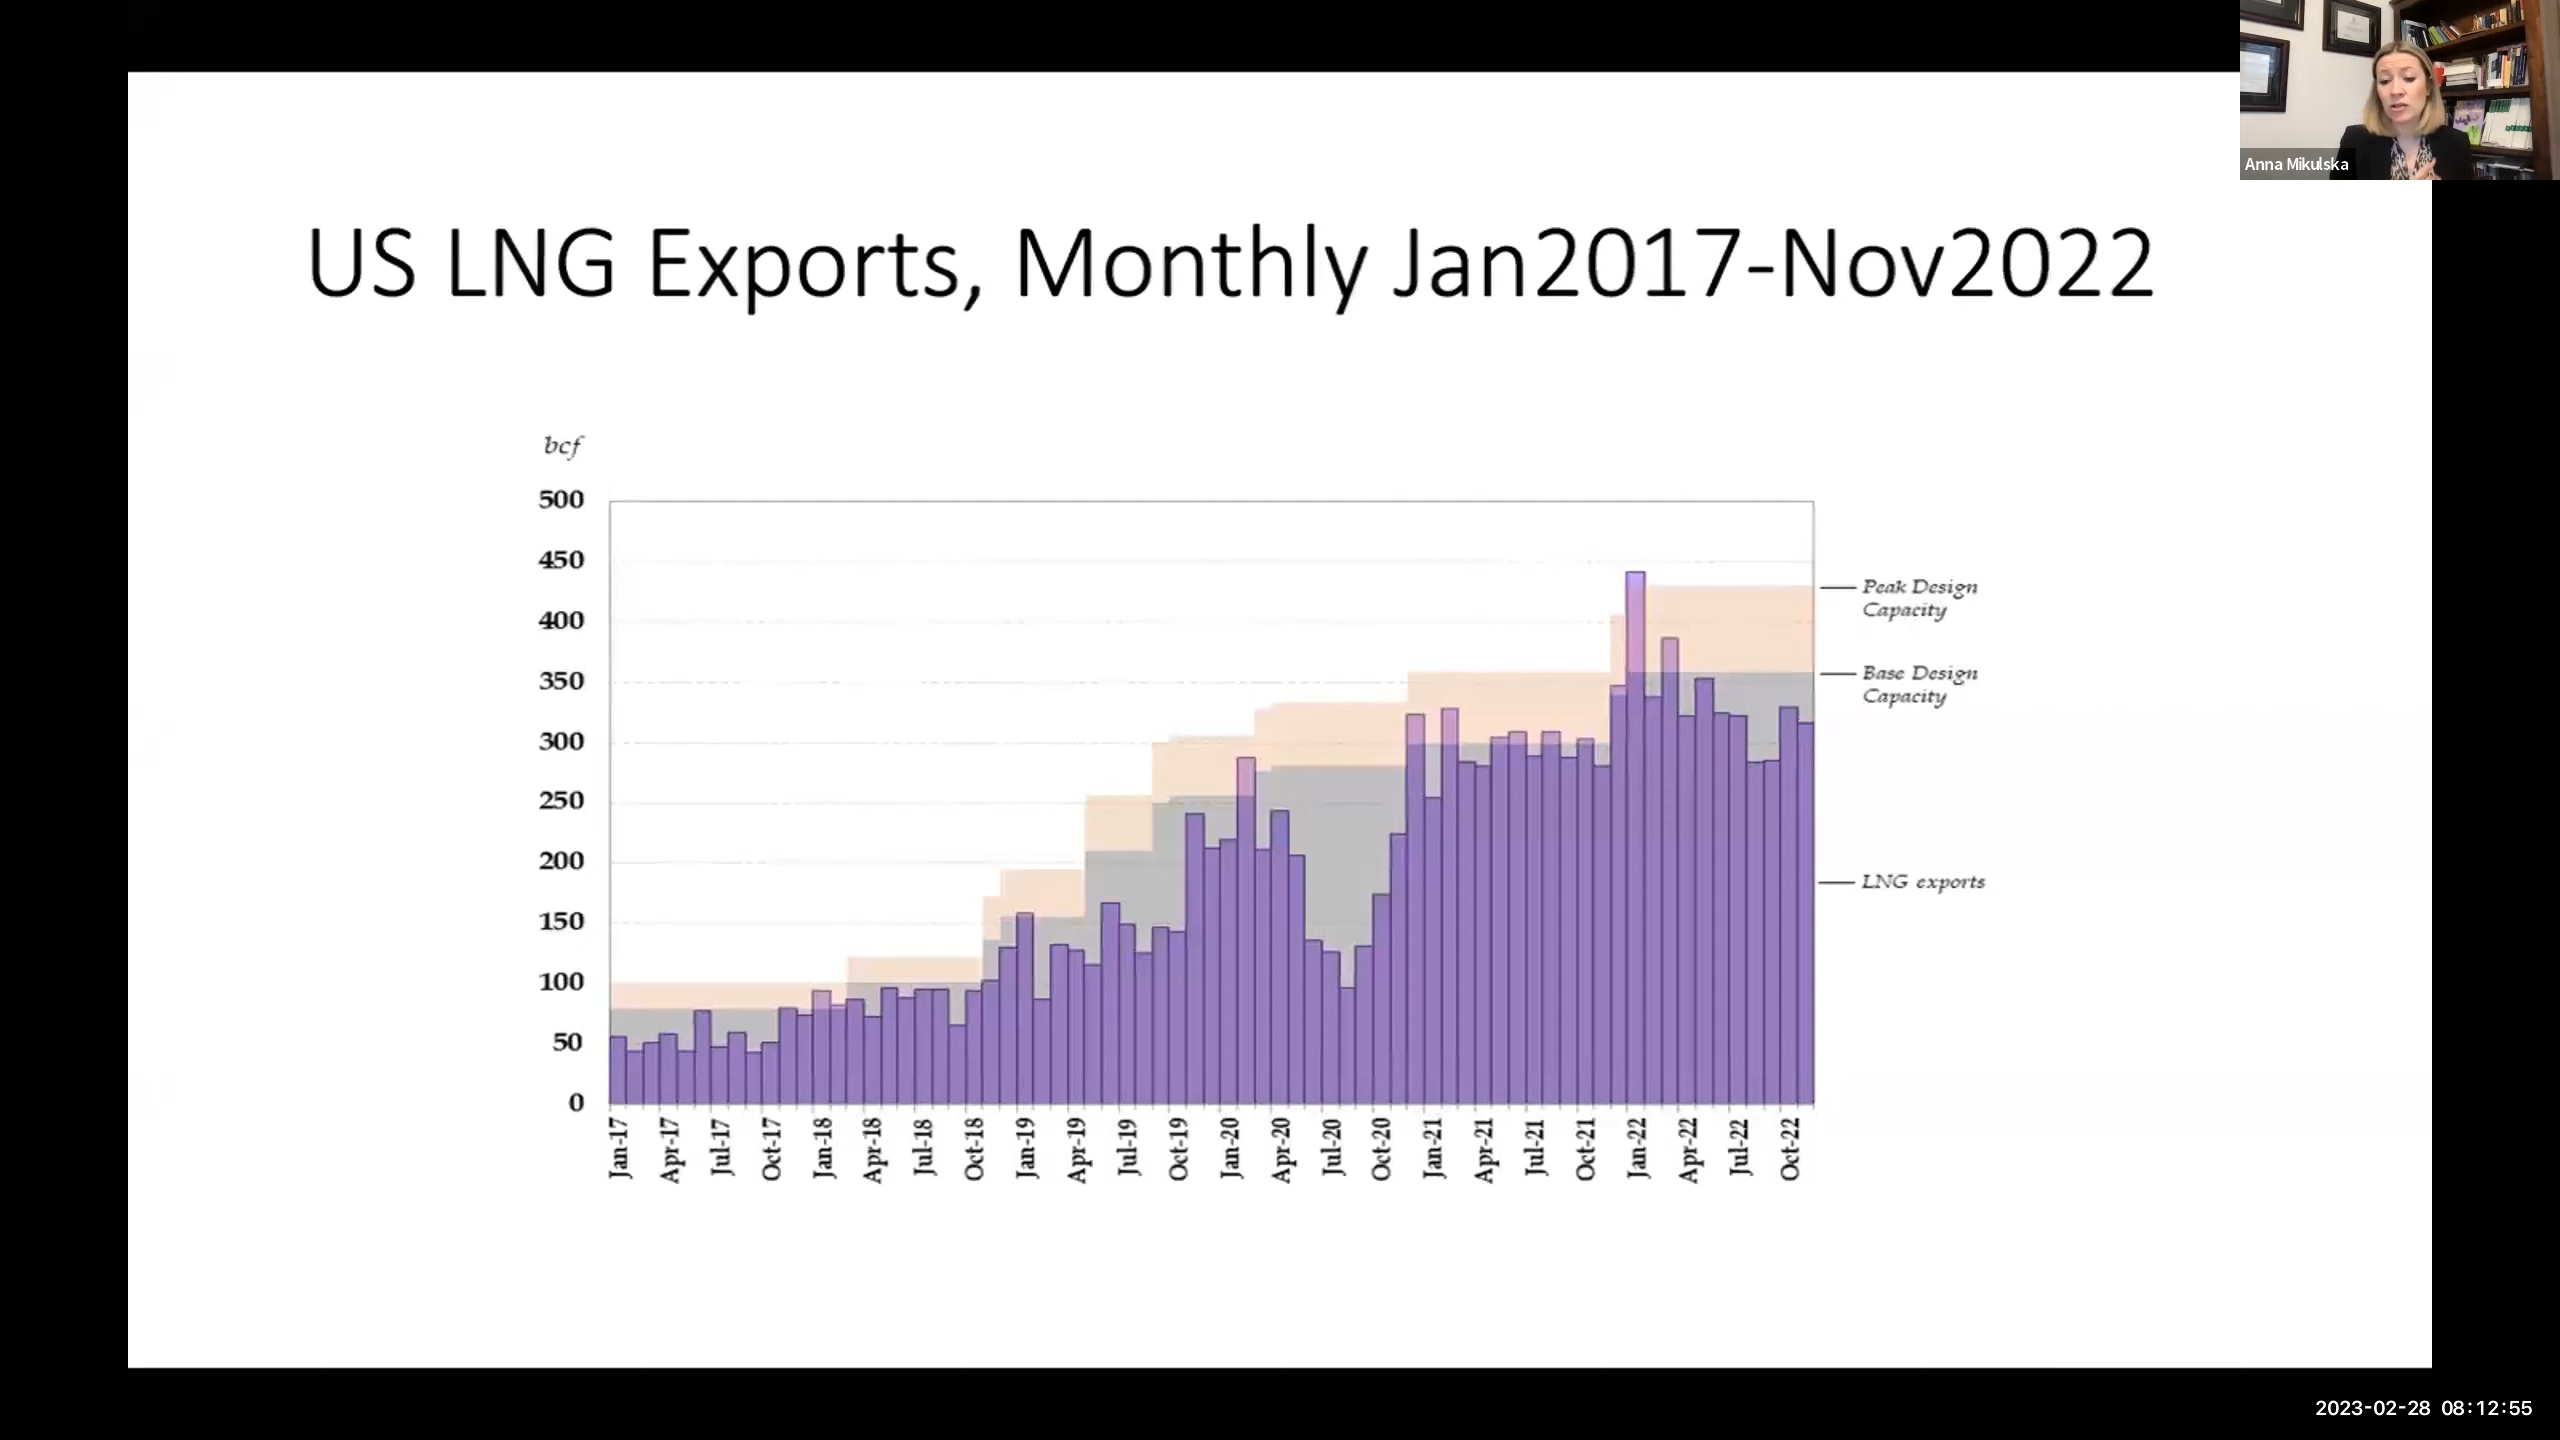 Anna Mikulska
US LNG Exports, Monthly Jan2017-Nov2022
bcf
500
450
400
350
300
250
200
150
100
50
0
Peak Design
Capacity
Base Design
Capacity
LNG exports
Jan-17
Apr-17
Jul-17
Oct-17
Jan-18
Apr-18
Jul-18
Oct-18
Jan-19
Apr-19
Jul-19
Oct-19
Jan-20
Apr-20
Jul-20
Oct-20
Jan-21
Apr-21
Jul-21
Oct-21
Jan-22
Apr-22
Jul-22
Oct-22
2023-02-28 08:12:55